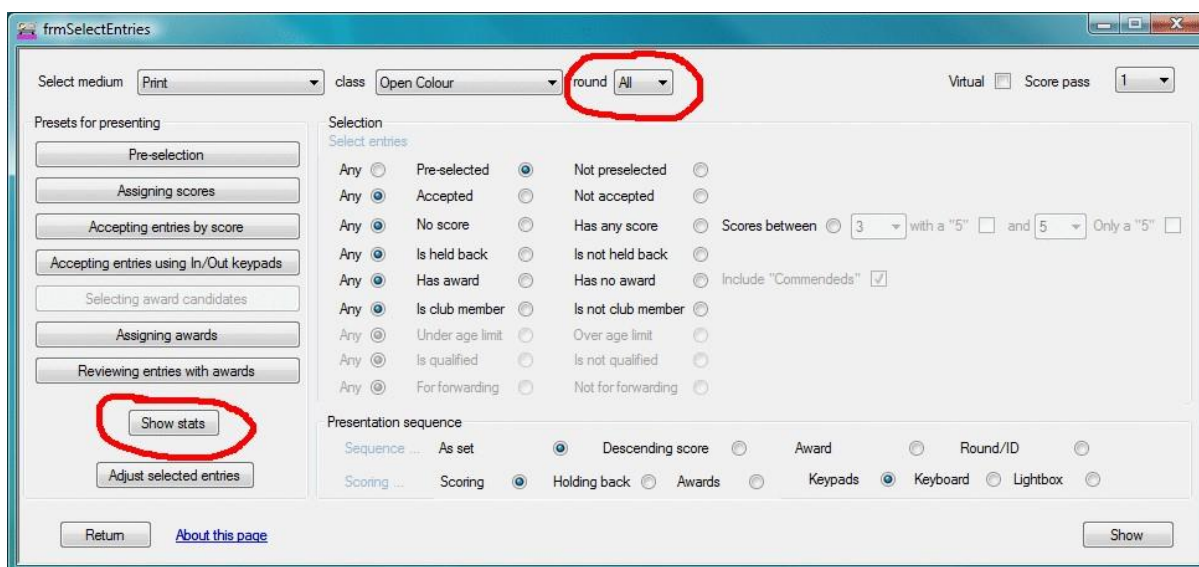 frmSelectEntries
Select medium Print class Open Colour round All Virtual Score pass 1
Presets for presenting
Pre-selection
Assigning scores
Accepting entries by score
Accepting entries using In/Out keypads
Selecting award candidates
Assigning awards
Reviewing entries with awards
Show stats
Adjust selected entries
Selection
Select entries
Any Pre-selected Not preselected
Any Accepted Not accepted
Any No score Has any score Scores between 3 with a "5" and 5 Only a "5"
Any Is held back Is not held back
Any Has award Has no award Include "Commendeds"
Any Is club member Is not club member
Any Under age limit Over age limit
Any Is qualified Is not qualified
Any For forwarding Not for forwarding
Presentation sequence
Sequence ... As set Descending score Award Round/ID
Scoring ... Scoring Holding back Awards Keypads Keyboard Lightbox
Return About this page Show